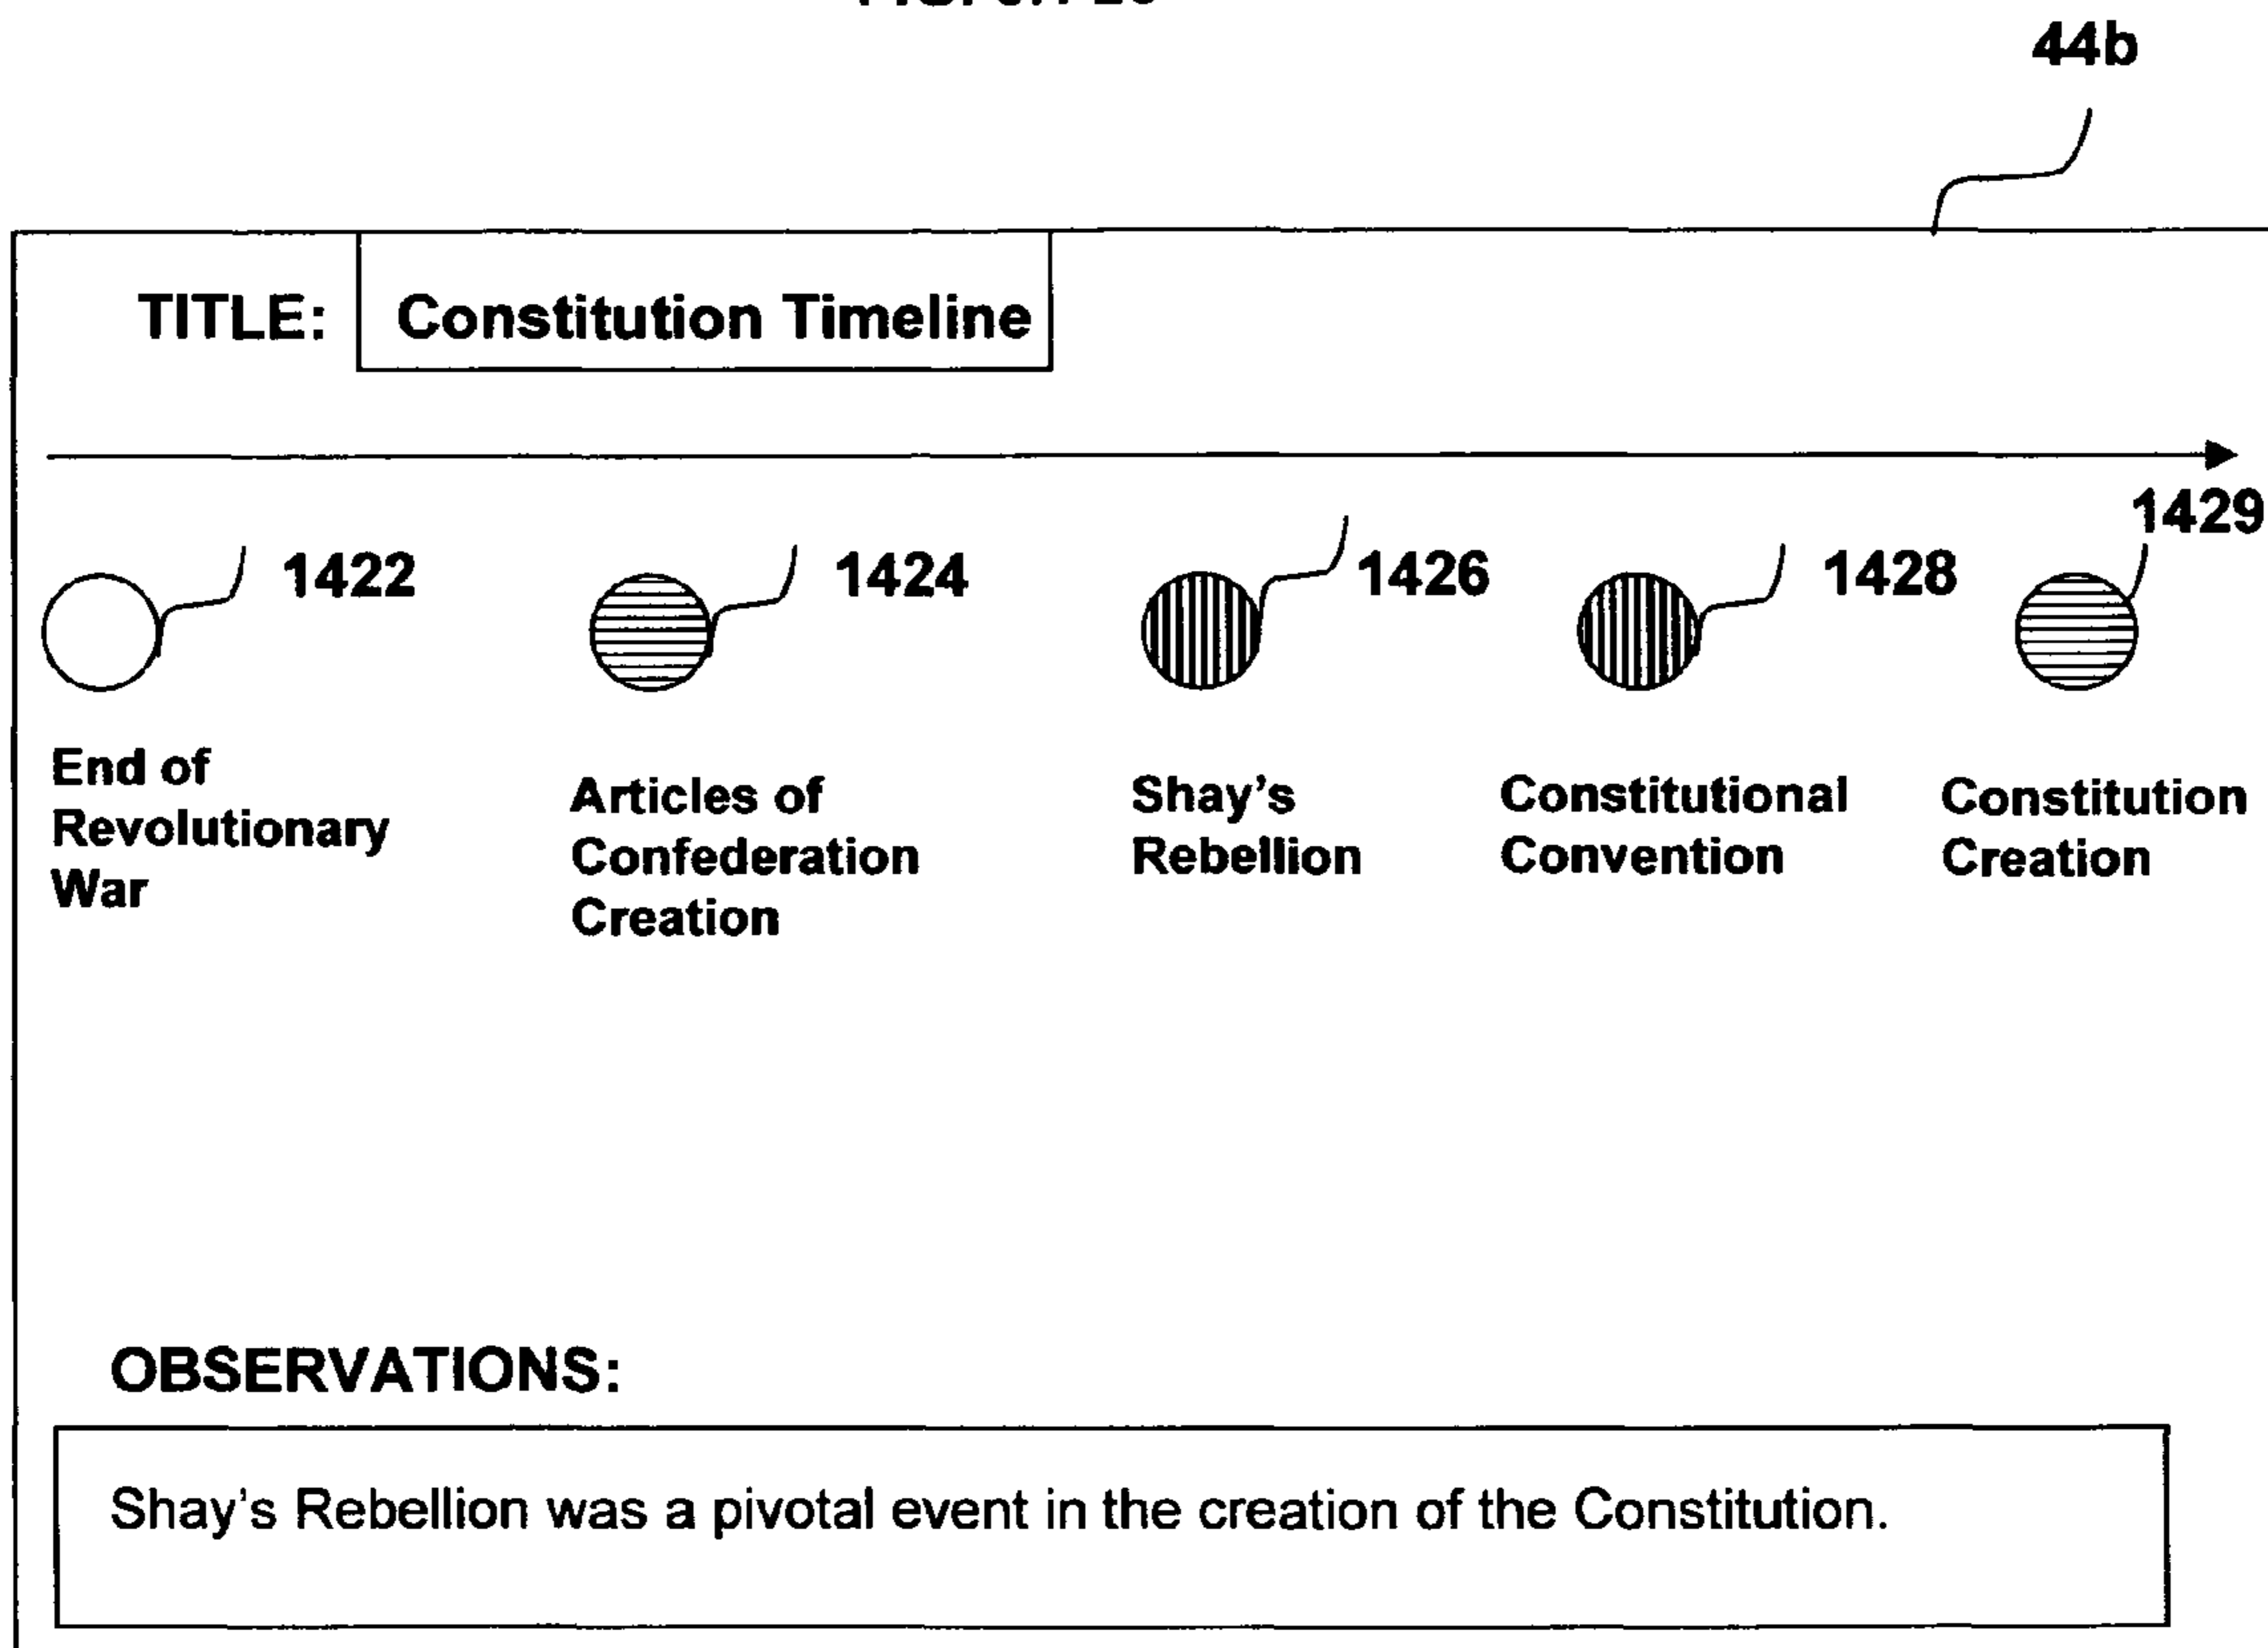 44b
TITLE: Constitution Timeline
1422
1424
1426
1428
1429
End of
Revolutionary
War
Articles of
Confederation
Creation
Shay's
Rebellion
Constitutional
Convention
Constitution
Creation
OBSERVATIONS:
Shay's Rebellion was a pivotal event in the creation of the Constitution.